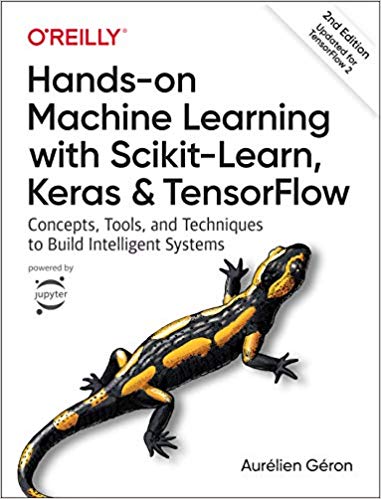 O'REILLY®
2nd Edition
Updated for
TensorFlow 2
Hands-on
Machine Learning
with Scikit-Learn,
Keras & TensorFlow
Concepts, Tools, and Techniques
to Build Intelligent Systems
powered by
jupyter
Aurélien Géron